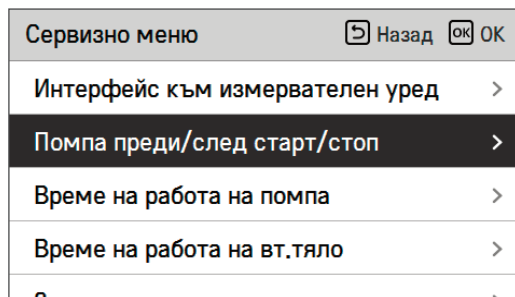 Сервизно меню Назад OK OK
Интерфейс към измервателен уред
Помпа преди/след старт/стоп
Време на работа на помпа
Време на работа на вт.тяло